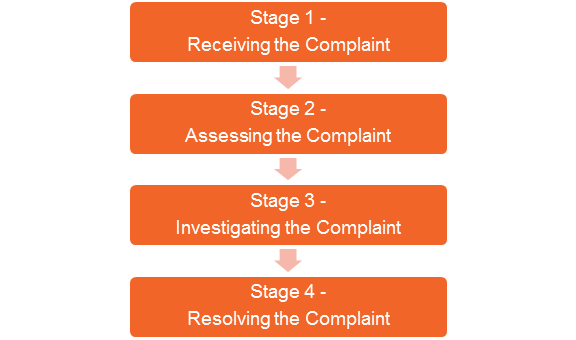 Stage 1 -
Receiving the Complaint
Stage 2 -
Assessing the Complaint
Stage 3 -
Investigating the Complaint
Stage 4 -
Resolving the Complaint